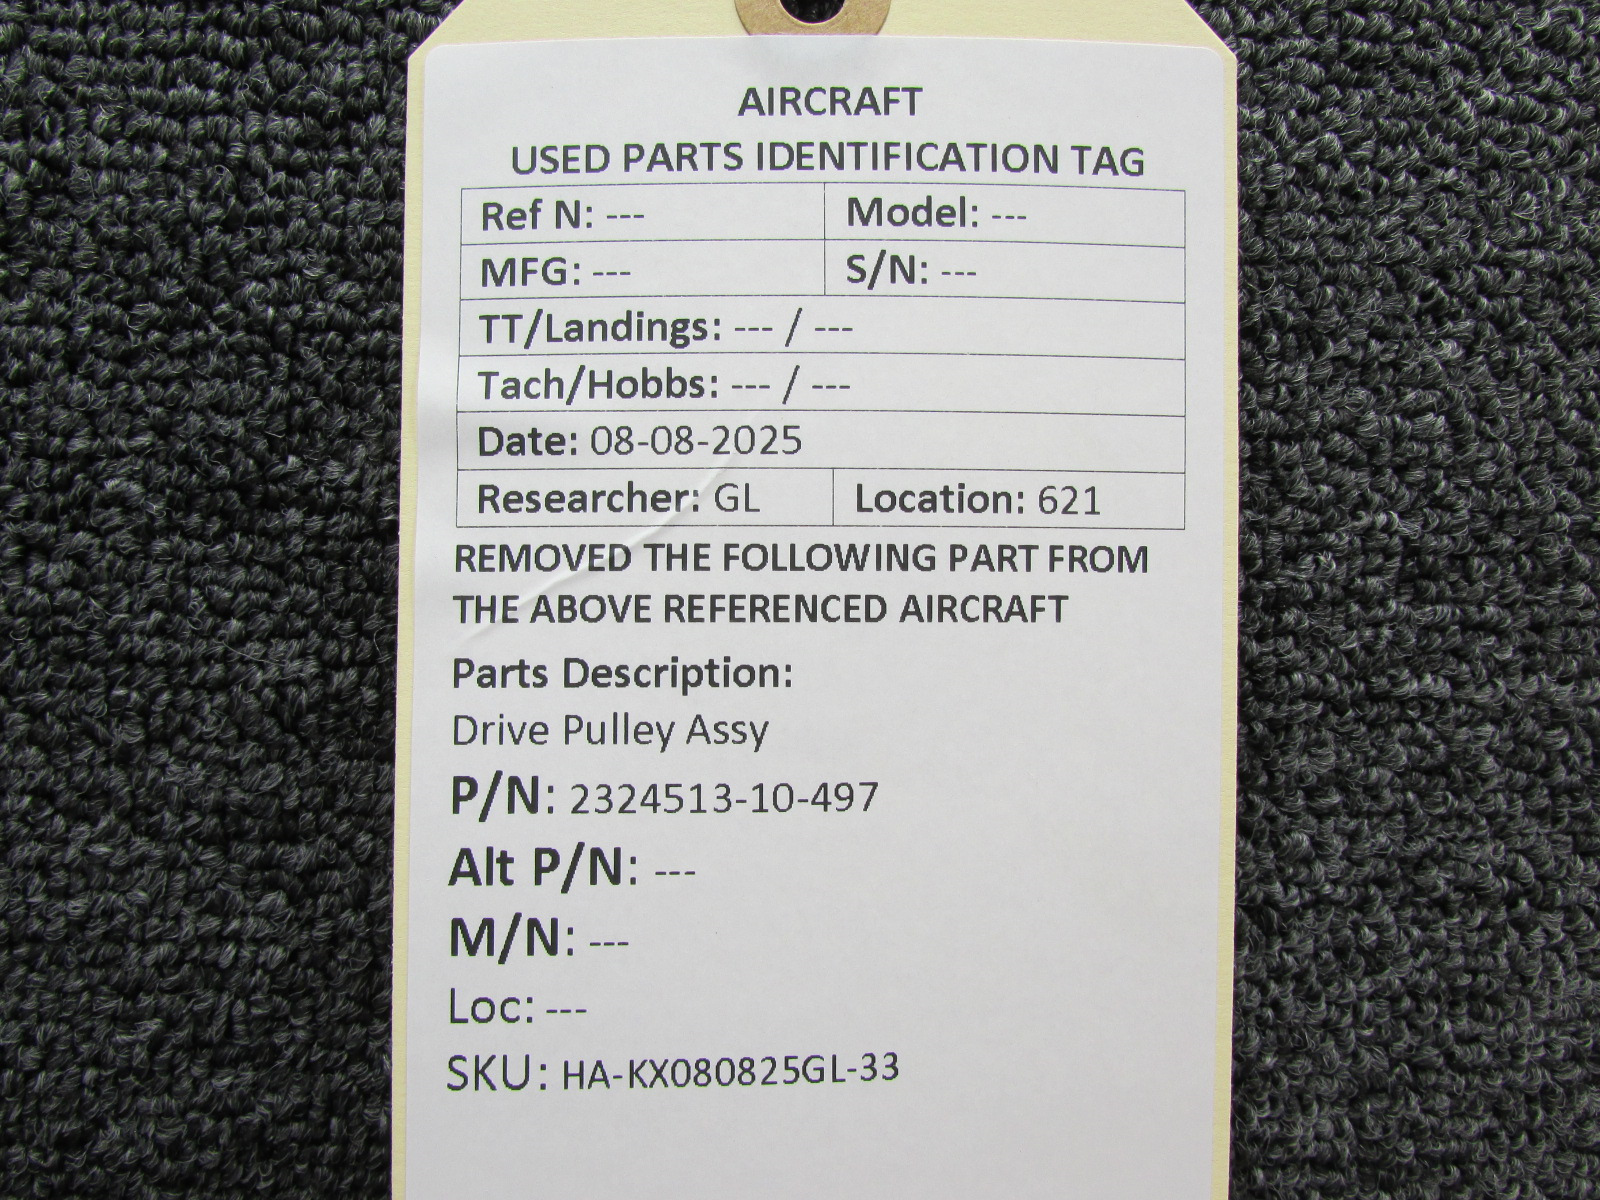 AIRCRAFT
USED PARTS IDENTIFICATION TAG
Ref N: --- Model: ---
MFG: --- S/N: ---
TT/Landings: --- / ---
Tach/Hobbs: --- / ---
Date: 08-08-2025
Researcher: GL Location: 621
REMOVED THE FOLLOWING PART FROM
THE ABOVE REFERENCED AIRCRAFT
Parts Description:
Drive Pulley Assy
P/N: 2324513-10-497
Alt P/N: ---
M/N: ---
Loc: ---
SKU: HA-KX080825GL-33